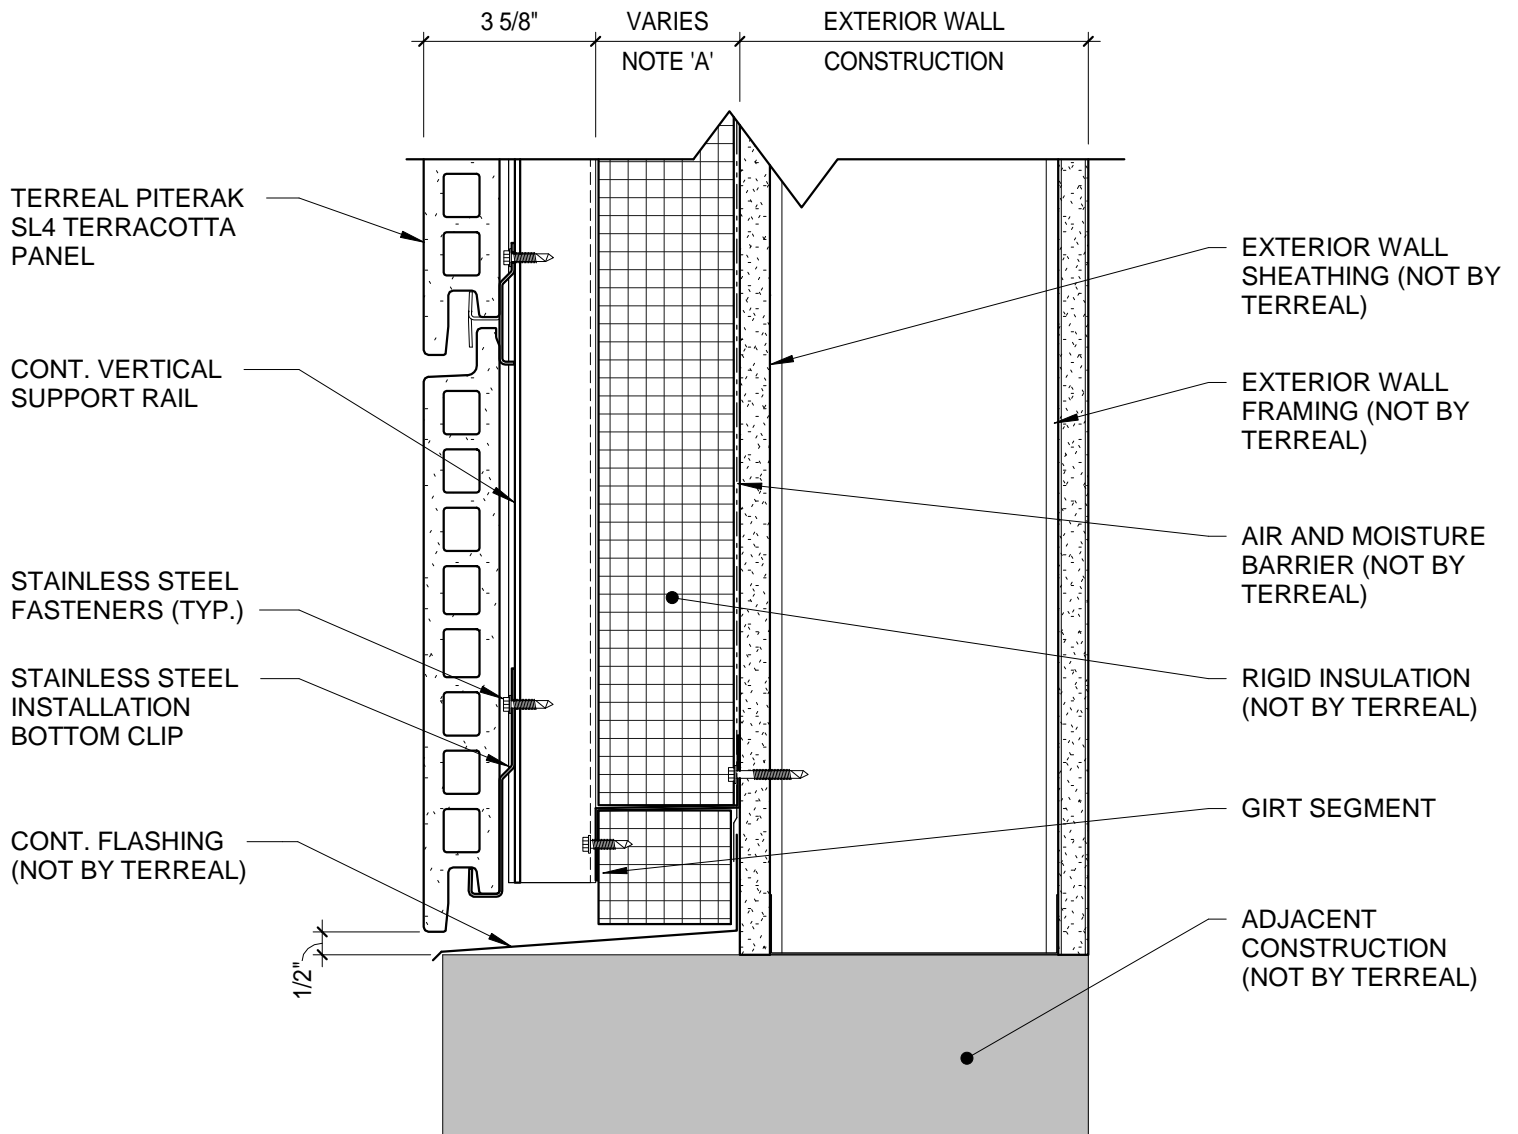 3 5/8"
VARIES
NOTE 'A'
EXTERIOR WALL
CONSTRUCTION
TERREAL PITERAK
SL4 TERRACOTTA
PANEL
CONT. VERTICAL
SUPPORT RAIL
STAINLESS STEEL
FASTENERS (TYP.)
STAINLESS STEEL
INSTALLATION
BOTTOM CLIP
CONT. FLASHING
(NOT BY TERREAL)
1/2"
EXTERIOR WALL
SHEATHING (NOT BY
TERREAL)
EXTERIOR WALL
FRAMING (NOT BY
TERREAL)
AIR AND MOISTURE
BARRIER (NOT BY
TERREAL)
RIGID INSULATION
(NOT BY TERREAL)
GIRT SEGMENT
ADJACENT
CONSTRUCTION
(NOT BY TERREAL)